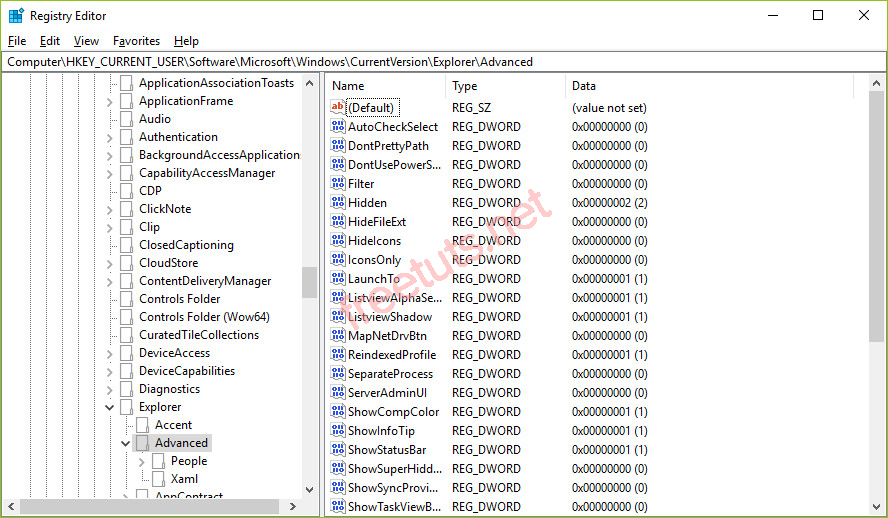 Registry Editor
File Edit View Favorites Help
Computer\HKEY_CURRENT_USER\Software\Microsoft\Windows\CurrentVersion\Explorer\Advanced
ApplicationAssociationToasts
ApplicationFrame
Audio
Authentication
BackgroundAccessApplications
CapabilityAccessManager
CDP
ClickNote
Clip
ClosedCaptioning
CloudStore
ContentDeliveryManager
Controls Folder
Controls Folder (Wow64)
CuratedTileCollections
DeviceAccess
DeviceCapabilities
Diagnostics
Explorer
Accent
Advanced
People
Xaml
AppContract
Name Type Data
ab (Default) REG_SZ (value not set)
AutoCheckSelect REG_DWORD 0x00000000 (0)
DontPrettyPath REG_DWORD 0x00000000 (0)
DontUsePowerS... REG_DWORD 0x00000000 (0)
Filter REG_DWORD 0x00000000 (0)
Hidden REG_DWORD 0x00000002 (2)
HideFileExt REG_DWORD 0x00000000 (0)
HideIcons REG_DWORD 0x00000000 (0)
IconsOnly REG_DWORD 0x00000000 (0)
LaunchTo REG_DWORD 0x00000001 (1)
ListviewAlphaSe... REG_DWORD 0x00000001 (1)
ListviewShadow REG_DWORD 0x00000001 (1)
MapNetDrvBtn REG_DWORD 0x00000000 (0)
ReindexedProfile REG_DWORD 0x00000001 (1)
SeparateProcess REG_DWORD 0x00000000 (0)
ServerAdminUI REG_DWORD 0x00000000 (0)
ShowCompColor REG_DWORD 0x00000001 (1)
ShowInfoTip REG_DWORD 0x00000001 (1)
ShowStatusBar REG_DWORD 0x00000001 (1)
ShowSuperHidd... REG_DWORD 0x00000000 (0)
ShowSyncProvi... REG_DWORD 0x00000000 (0)
ShowTaskViewB... REG_DWORD 0x00000000 (0)
freetuts.net